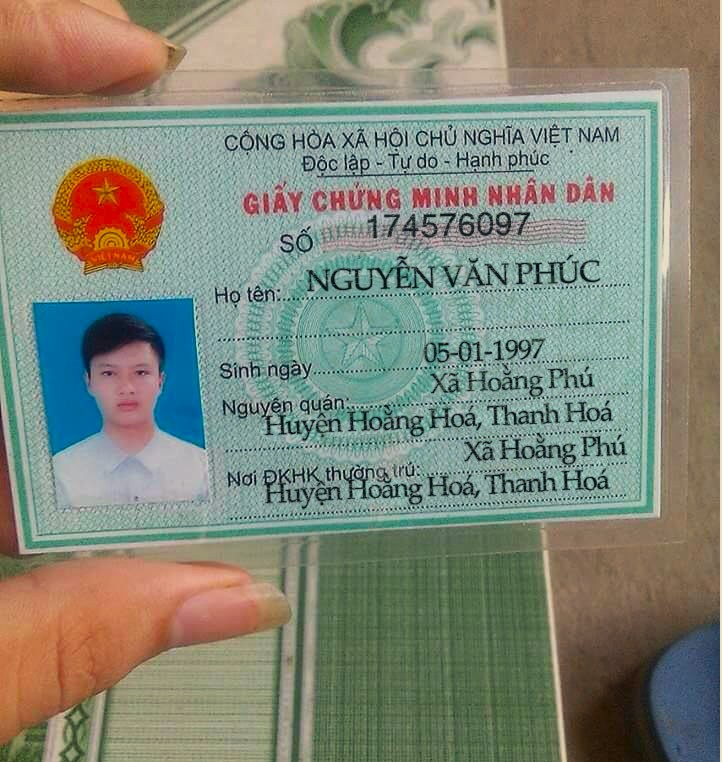 CỘNG HÒA XÃ HỘI CHỦ NGHĨA VIỆT NAM
Độc lập - Tự do - Hạnh phúc
GIẤY CHỨNG MINH NHÂN DÂN
SỐ 174576097
Họ tên: NGUYỄN VĂN PHÚC
Sinh ngày 05-01-1997
Nguyên quán: Xã Hoằng Phú
Huyện Hoằng Hoá, Thanh Hoá
Nơi ĐKHK thường trú: Xã Hoằng Phú
Huyện Hoằng Hoá, Thanh Hoá
VIETNAM